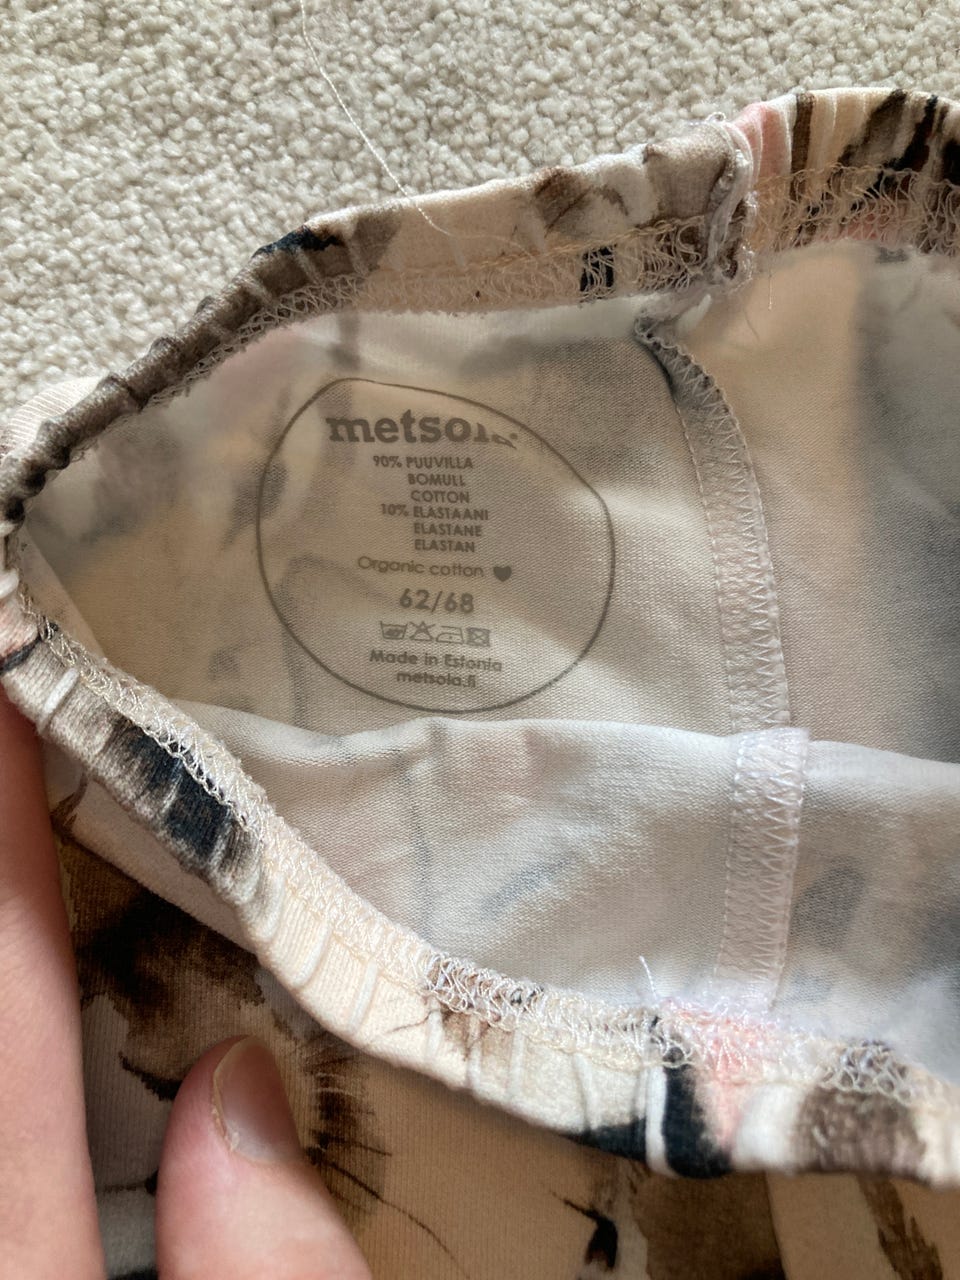 metsola
90% PUUVILLA
BOMULL
COTTON
10% ELASTAANI
ELASTANE
ELASTAN
Organic cotton
62/68
Made in Estonia
metsola.fi